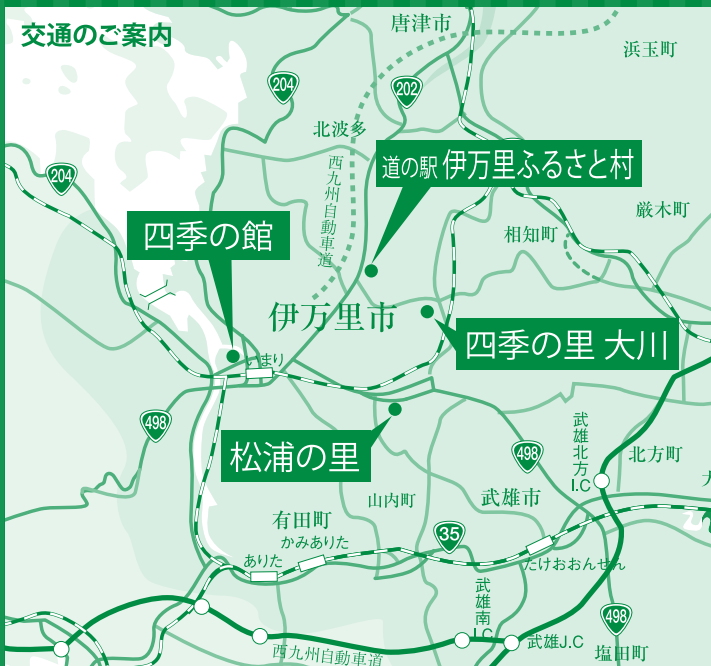 交通のご案内
唐津市
浜玉町
204
202
北波多
道の駅 伊万里ふるさと村
西九州自動車道
204
厳木町
四季の館
相知町
伊万里市
四季の里 大川
いまり
498
松浦の里
498
武雄北方I.C
北方町
山内町
武雄市
有田町
35
かみありた
ありた
たけおおんせん
武雄南I.C
498
武雄J.C
西九州自動車道
塩田町